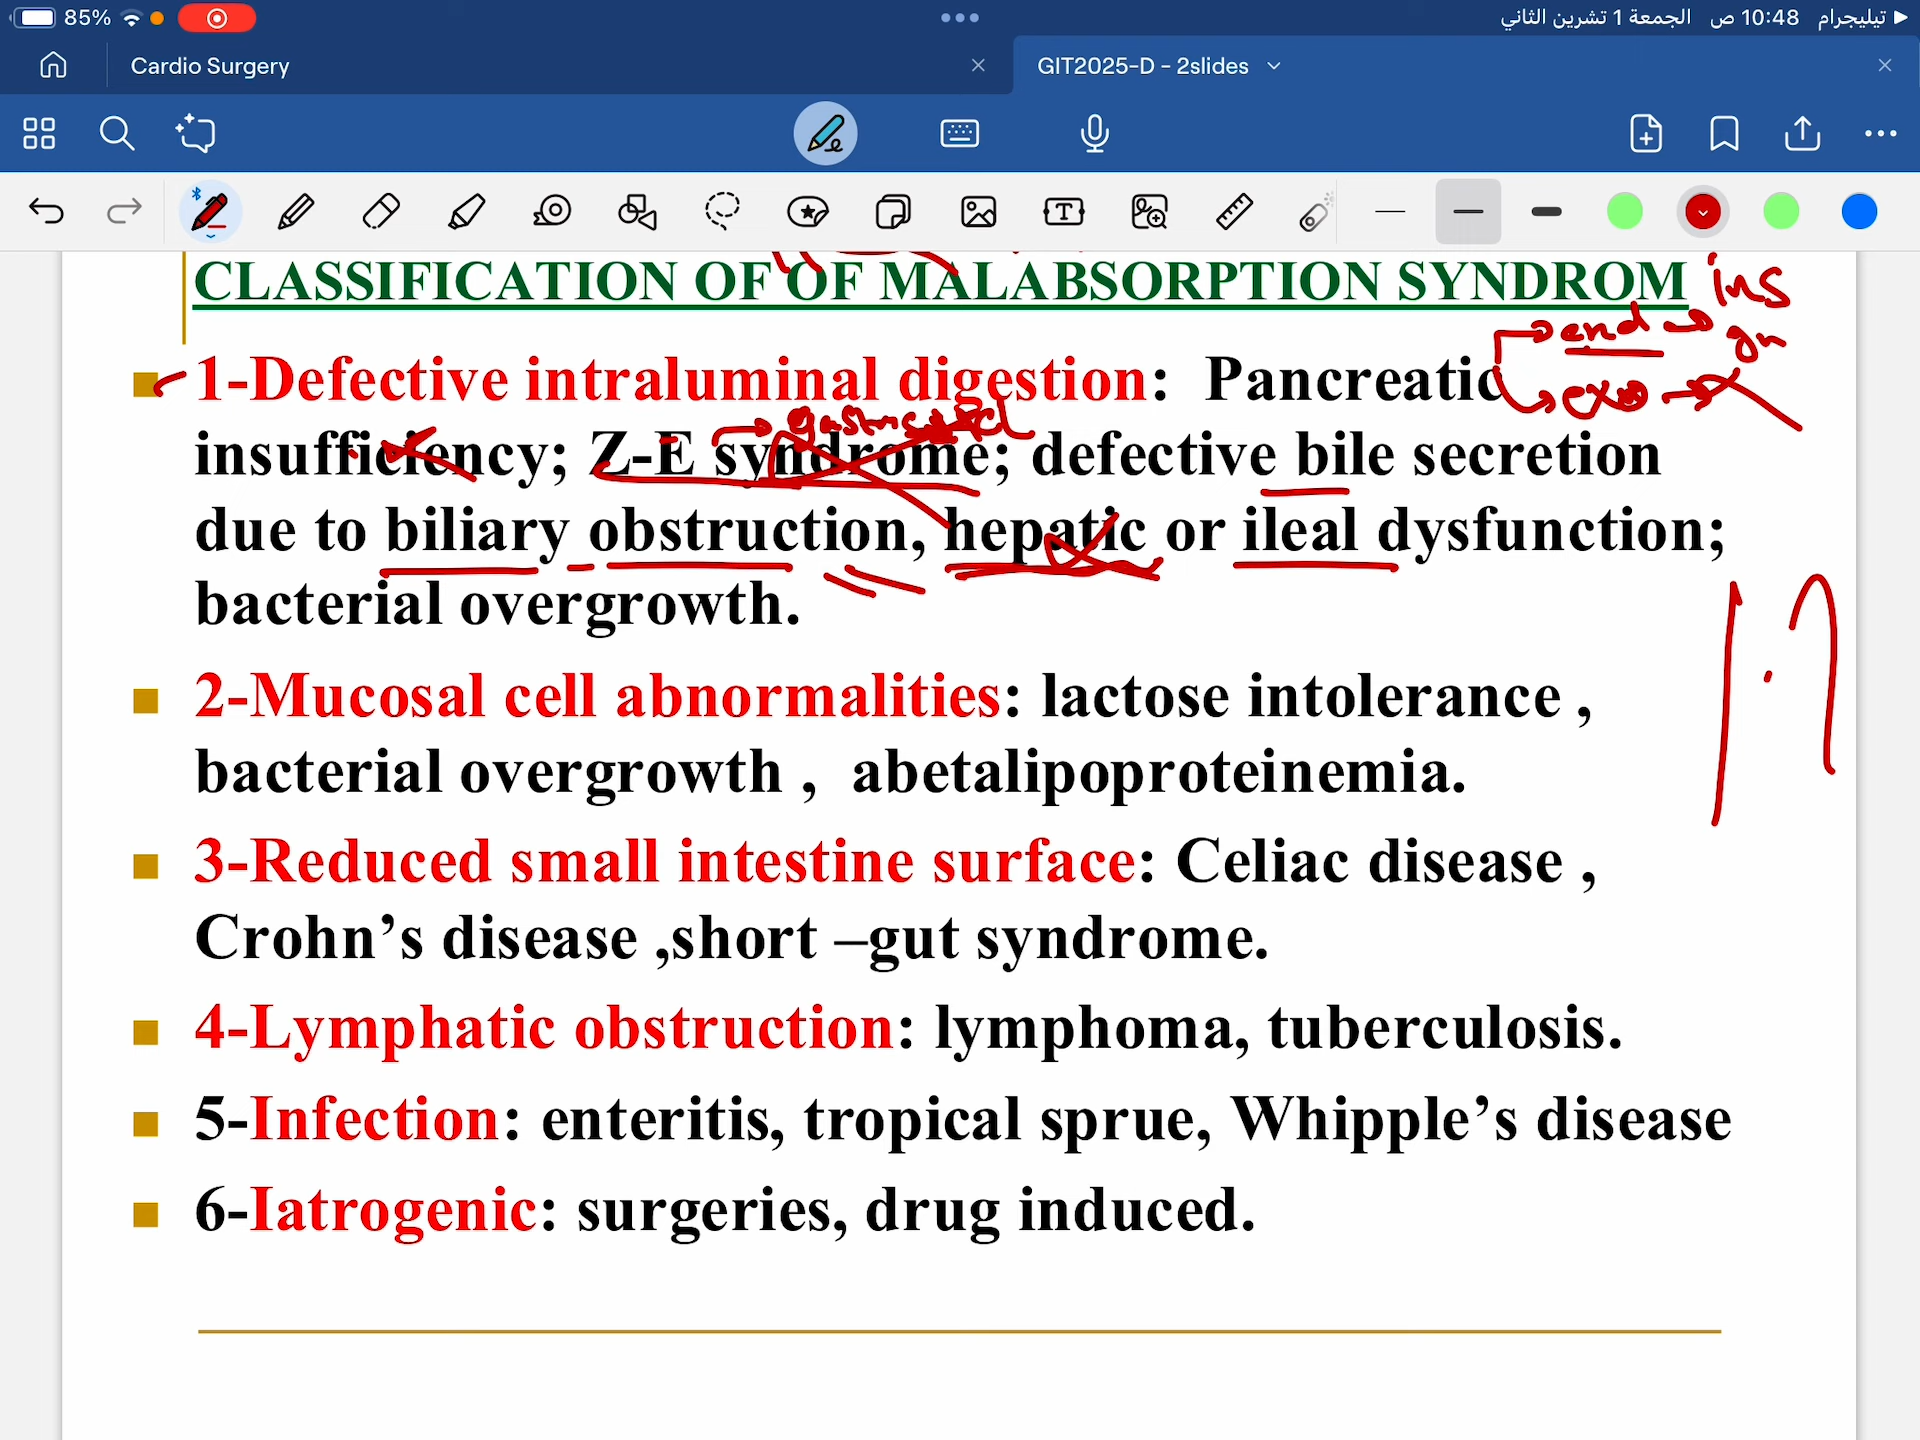 85%
تيليجرام 10:48 ص الجمعة 1 تشرين الثاني
Cardio Surgery
GIT2025-D - 2slides
CLASSIFICATION OF OF MALABSORPTION SYNDROM
ins
end
1-Defective intraluminal digestion: Pancreatic
exo
insufficiency; Z-E syndrome; defective bile secretion
due to biliary obstruction, hepatic or ileal dysfunction;
bacterial overgrowth.
2-Mucosal cell abnormalities: lactose intolerance ,
bacterial overgrowth , abetalipoproteinemia.
3-Reduced small intestine surface: Celiac disease ,
Crohn’s disease ,short –gut syndrome.
4-Lymphatic obstruction: lymphoma, tuberculosis.
5-Infection: enteritis, tropical sprue, Whipple’s disease
6-Iatrogenic: surgeries, drug induced.